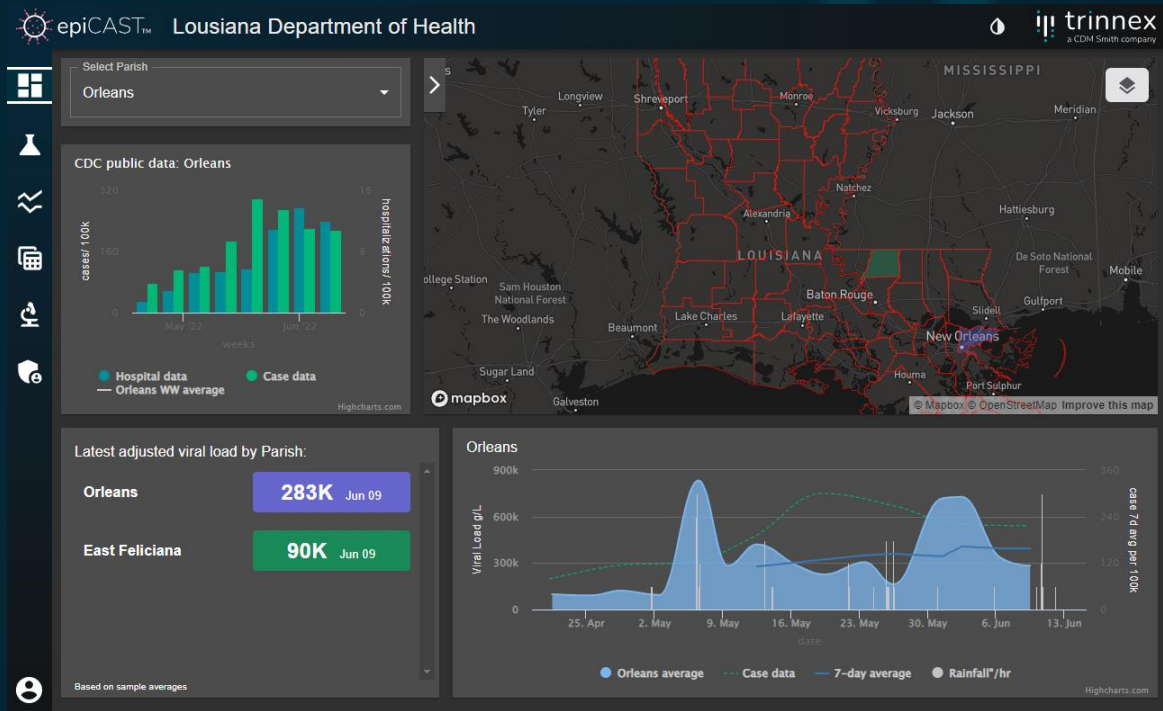 epiCAST™ Lousiana Department of Health
trinnex
a CDM Smith company
Select Parish
Orleans
CDC public data: Orleans
320
16
cases/ 100k
hospitalizations/ 100k
160
8
0
0
May '22
Jun '22
weeks
Hospital data
Case data
Orleans WW average
Highcharts.com
MISSISSIPPI
Longview
Tyler
Shreveport
Monroe
Vicksburg
Jackson
Meridian
Natchez
Alexandria
Hattiesburg
LOUISIANA
De Soto National
Forest
Mobile
ollege Station
Sam Houston
National Forest
Baton Rouge
Gulfport
The Woodlands
Beaumont
Lake Charles
Lafayette
Slidell
New Orleans
Sugar Land
Houma
Port Sulphur
Galveston
mapbox
© Mapbox © OpenStreetMap Improve this map
Latest adjusted viral load by Parish:
Orleans
283K Jun 09
East Feliciana
90K Jun 09
Based on sample averages
Orleans
900k
360
Viral Load g/L
case 7d avg per 100k
600k
240
300k
120
0
0
25. Apr
2. May
9. May
16. May
23. May
30. May
6. Jun
13. Jun
date
Orleans average
Case data
7-day average
Rainfall"/hr
Highcharts.com